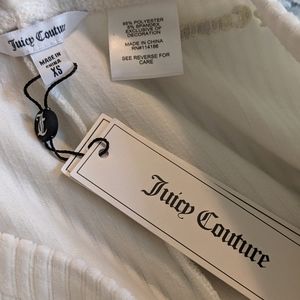 Juicy Couture
MADE IN
CHINA
XS
95% POLYESTER
5% SPANDEX
EXCLUSIVE OF
DECORATION
MADE IN CHINA
RN#114186
SEE REVERSE FOR
CARE
Juicy Couture